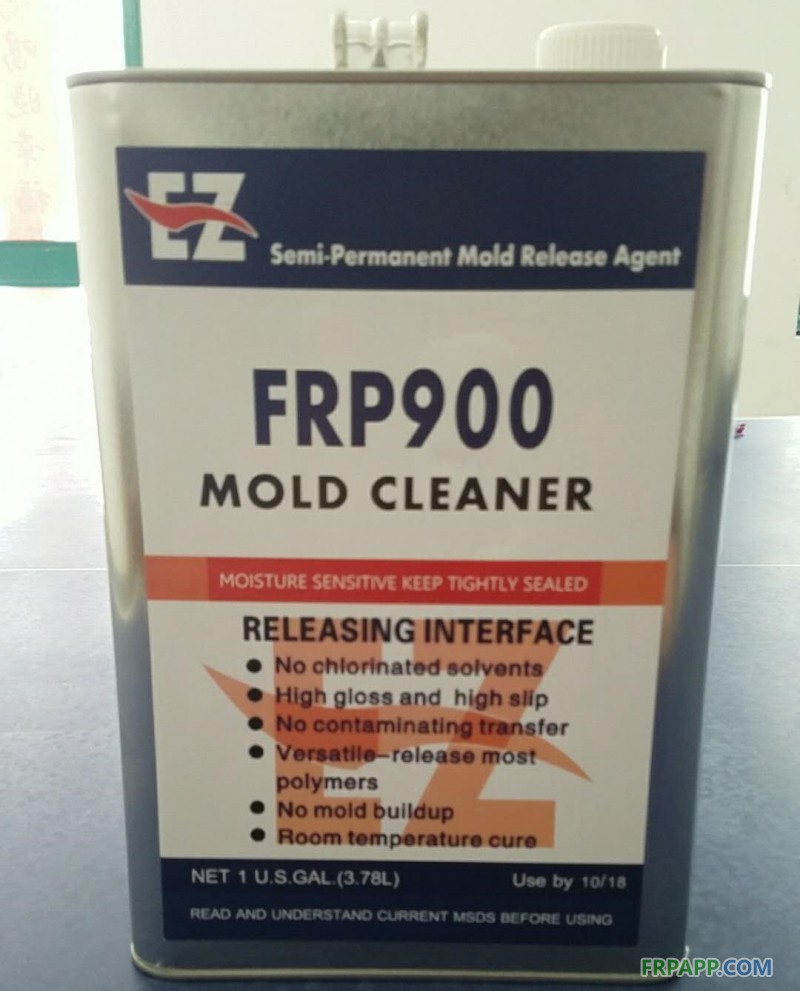 EZ
Semi-Permanent Mold Release Agent
FRP900
MOLD CLEANER
MOISTURE SENSITIVE KEEP TIGHTLY SEALED
RELEASING INTERFACE
● No chlorinated solvents
● High gloss and high slip
● No contaminating transfer
● Versatile–release most
polymers
● No mold buildup
● Room temperature cure
NET 1 U.S.GAL.(3.78L) Use by 10/18
READ AND UNDERSTAND CURRENT MSDS BEFORE USING
FRPAPP.COM